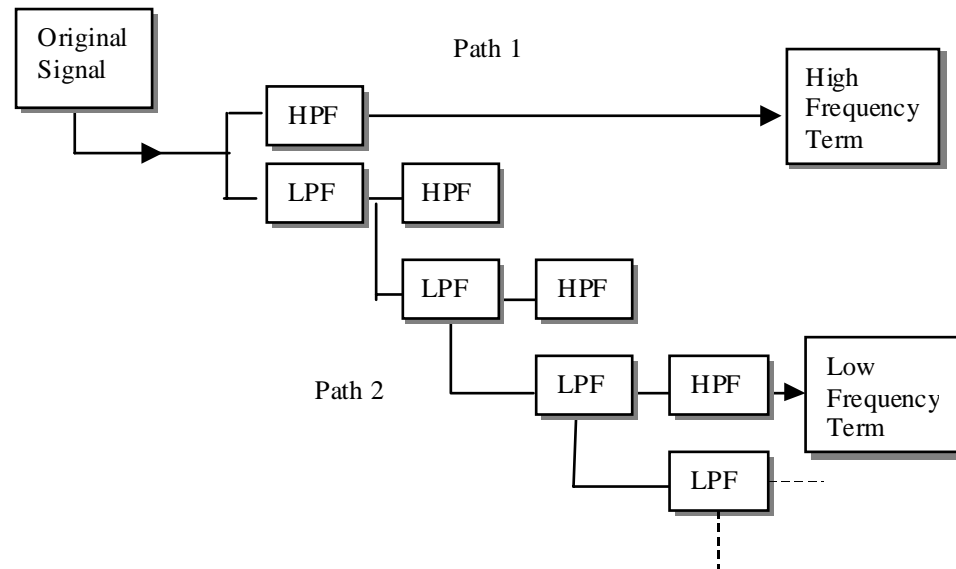 Original
Signal
Path 1
High
Frequency
Term
HPF
LPF
HPF
LPF
HPF
Path 2
LPF
HPF
Low
Frequency
Term
LPF